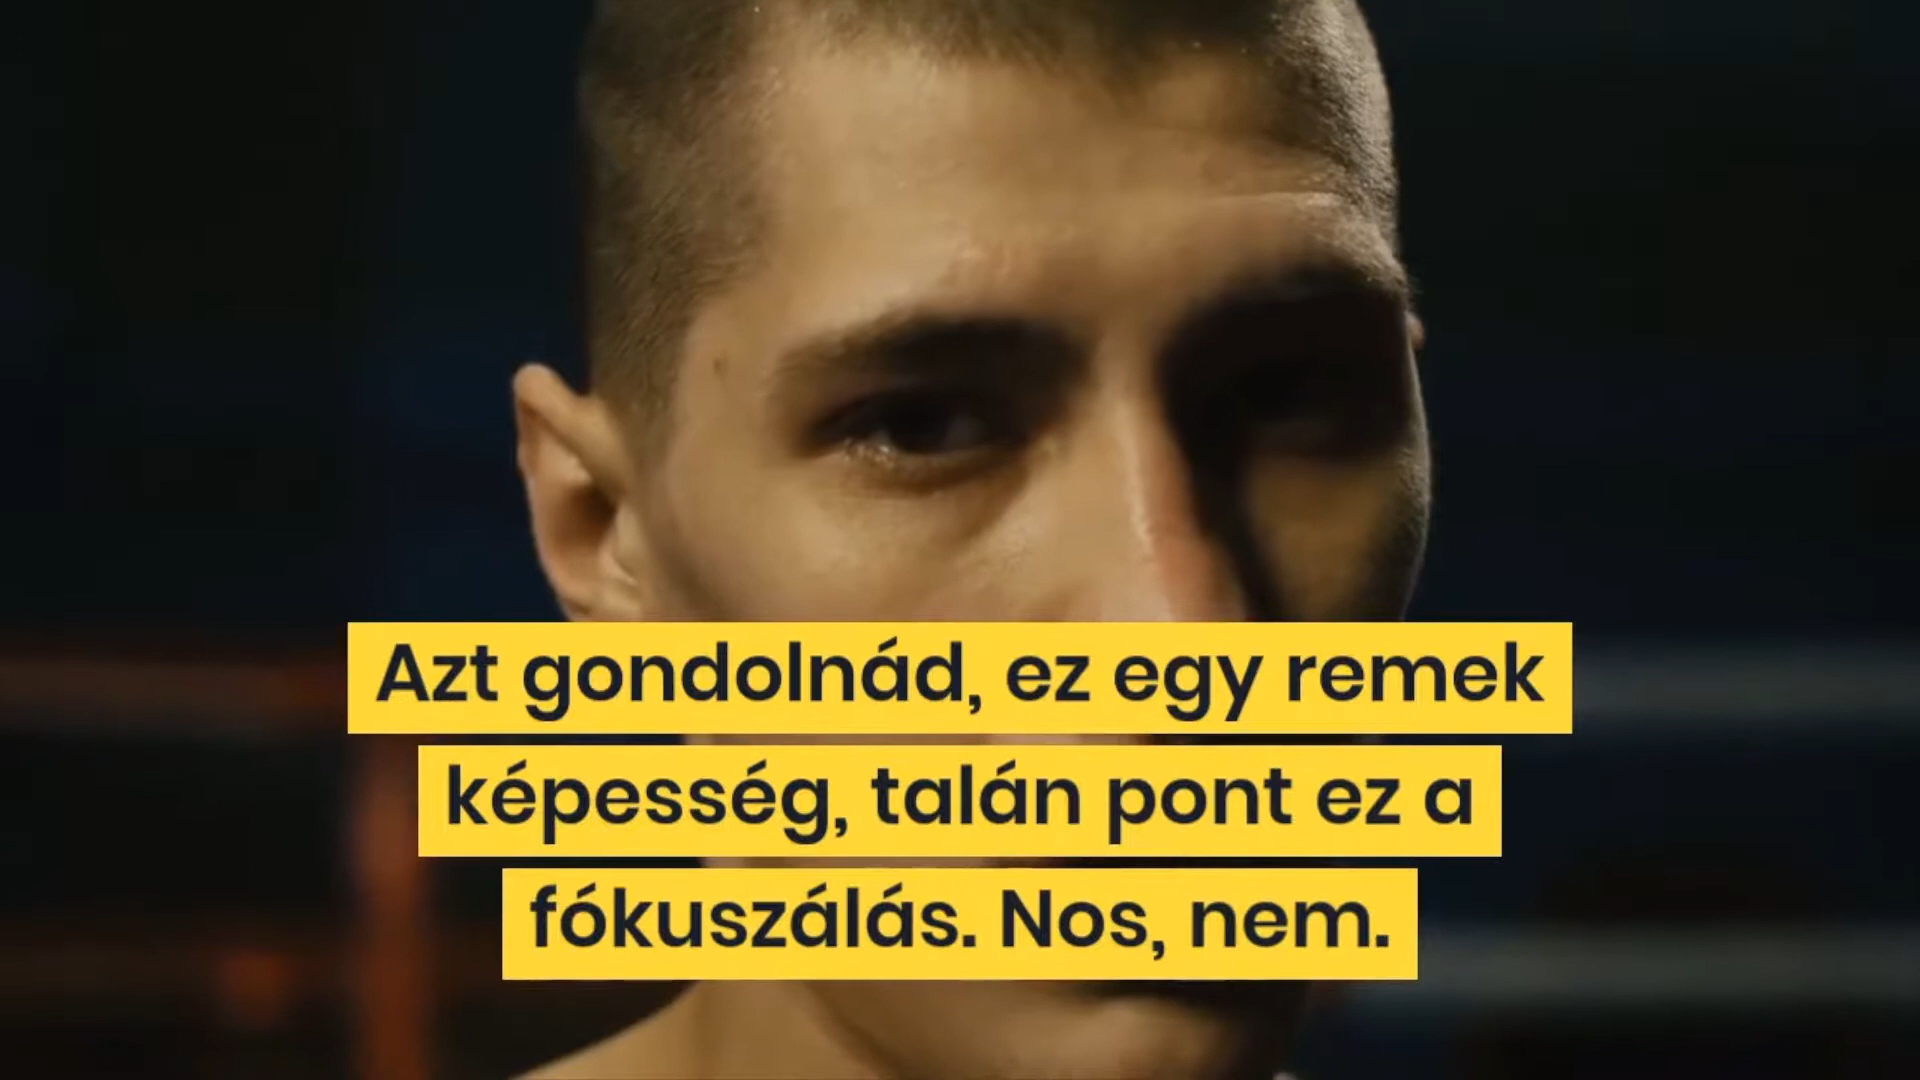 Azt gondolnád, ez egy remek
képesség, talán pont ez a
fókuszálás. Nos, nem.